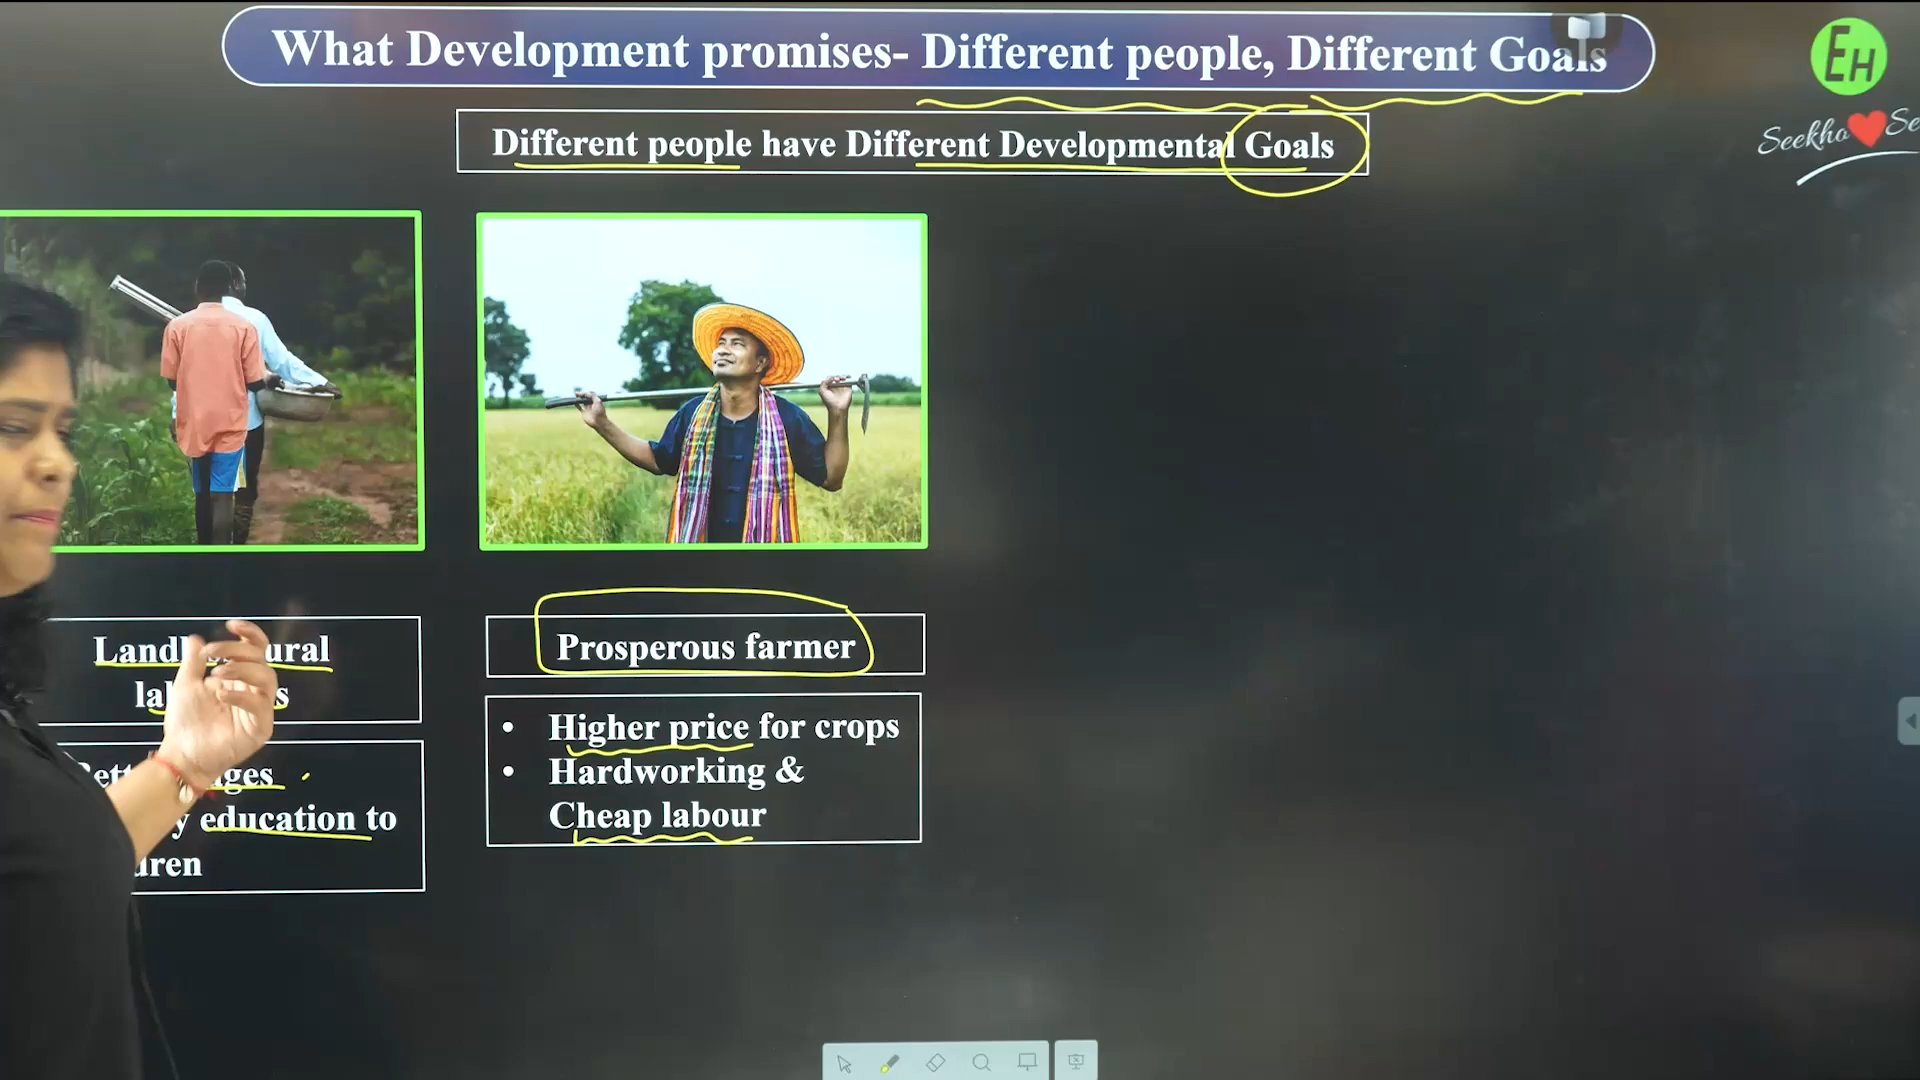 What Development promises- Different people, Different Goals
EH
Seekho
Different people have Different Developmental Goals
Prosperous farmer
• Higher price for crops
• Hardworking &
Cheap labour
education to